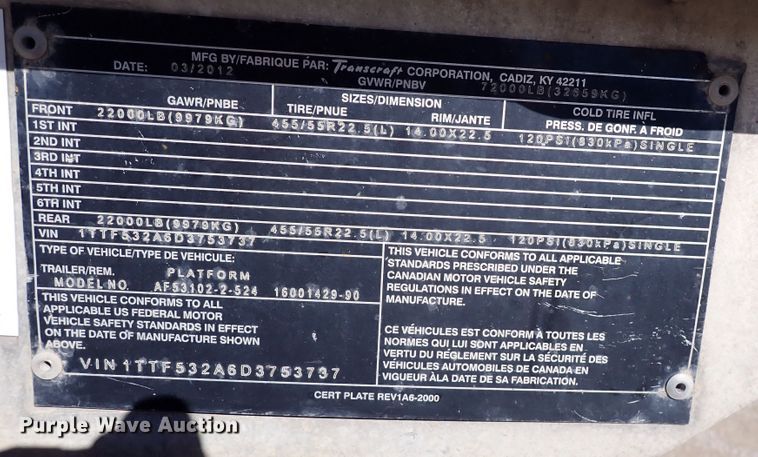 MFG BY/FABRIQUE PAR: Transcraft CORPORATION, CADIZ, KY 42211
DATE: 03/2012 GVWR/PNBV 72000LB(32659KG)
GAWR/PNBE SIZES/DIMENSION COLD TIRE INFL
TIRE/PNUE RIM/JANTE PRESS. DE GONF. À FROID
FRONT 22000LB(9979KG) 455/55R22.5(L) 14.00X22.5 120PSI(830kPa)SINGLE
1ST INT
2ND INT
3RD INT
4TH INT
5TH INT
6TH INT
REAR 22000LB(9979KG) 455/55R22.5(L) 14.00X22.5 120PSI(830kPa)SINGLE
VIN 1TTF532A6D3753737
TYPE OF VEHICLE/TYPE DE VEHICULE:
TRAILER/REM. PLATFORM
MODEL NO. AF53102-2-524 16001429-90
THIS VEHICLE CONFORMS TO ALL
APPLICABLE US FEDERAL MOTOR
VEHICLE SAFETY STANDARDS IN EFFECT
ON THE DATE OF MANUFACTURE SHOWN
ABOVE.
THIS VEHICLE CONFORMS TO ALL APPLICABLE
STANDARDS PRESCRIBED UNDER THE
CANADIAN MOTOR VEHICLE SAFETY
REGULATIONS IN EFFECT ON THE DATE OF
MANUFACTURE.
CE VÉHICULES EST CONFORM À TOUTES LE
NORMES QUI LUI SONT APPLICABLES EN
VERTU DU RÉGLEMENT SUR LA SÉCURITÉ DES
VÉHICULES AUTOMOBILES DE CANADA EN
VIGUEUR ÀLA DATE DE SA FABRICATION.
VIN 1TTF532A6D3753737
CERT PLATE REV1A6-2000
Purple Wave Auction